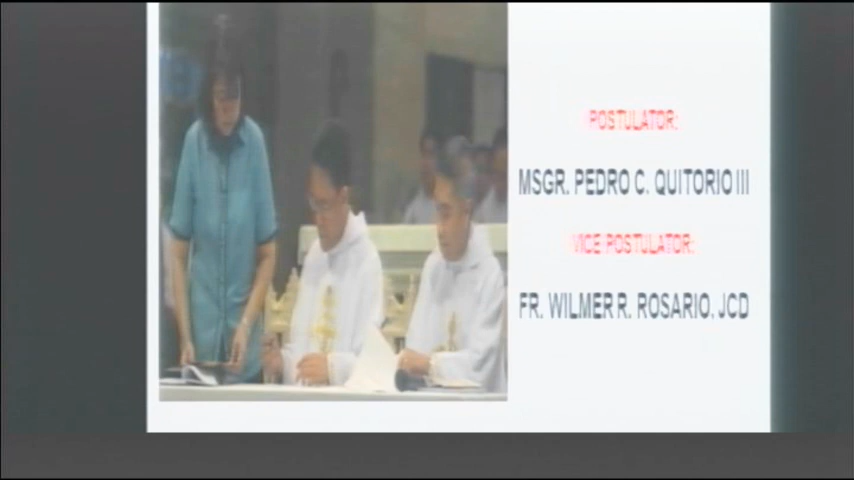 POSTULATOR:
MSGR. PEDRO C. QUITORIO III
VICE POSTULATOR:
FR. WILMER R. ROSARIO, JCD